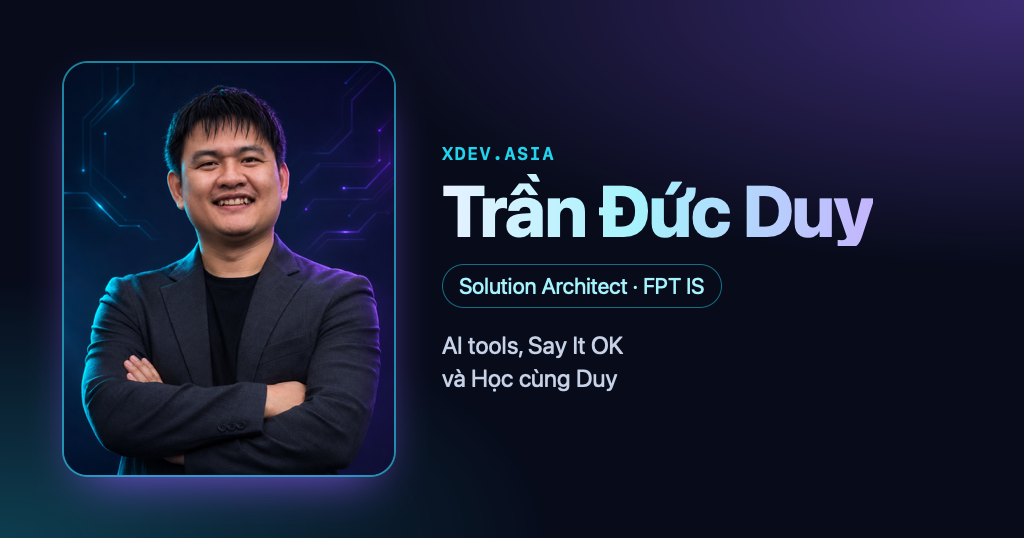 XDEV.ASIA
Trần Đức Duy
Solution Architect · FPT IS
AI tools, Say It OK
và Học cùng Duy